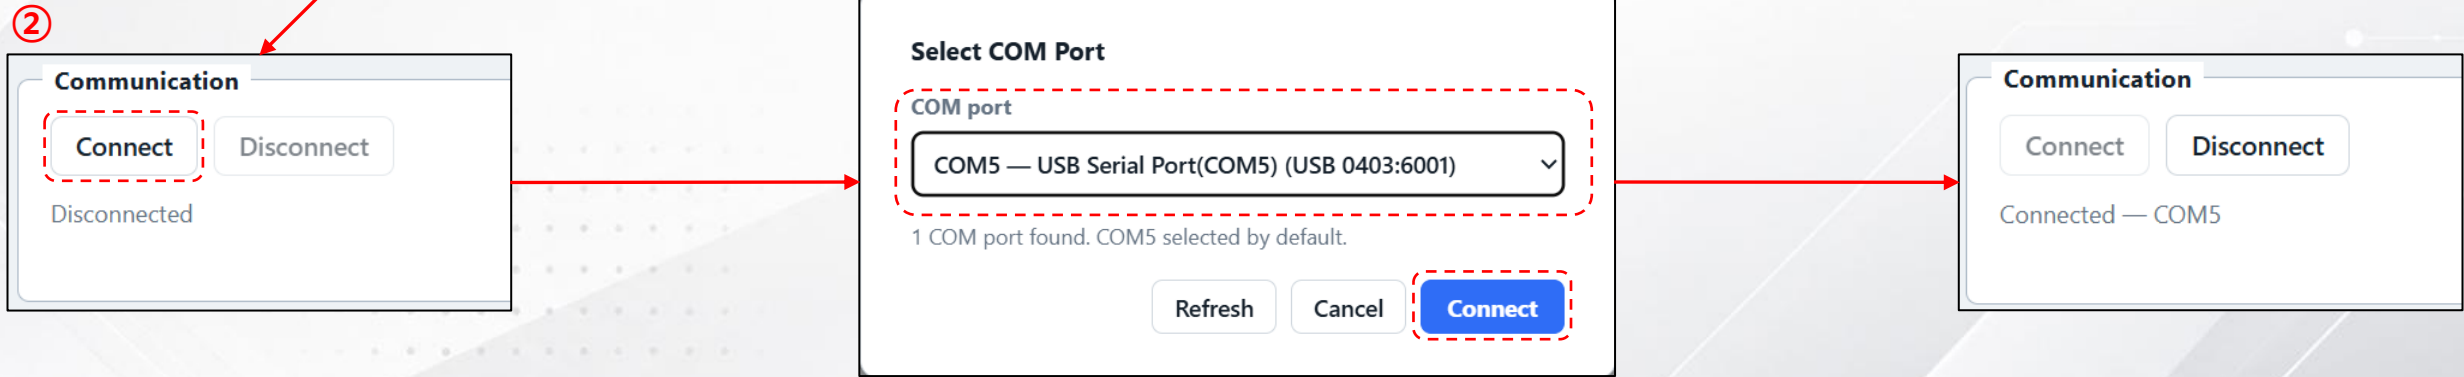 ②
Communication
Connect Disconnect
Disconnected
Select COM Port
COM port
COM5 — USB Serial Port(COM5) (USB 0403:6001)
1 COM port found. COM5 selected by default.
Refresh Cancel Connect
Communication
Connect Disconnect
Connected — COM5